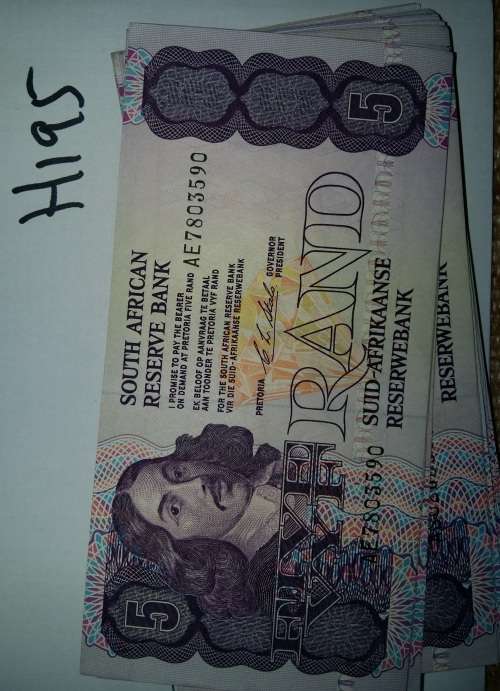 H195
5
SOUTH AFRICAN
RESERVE BANK
I PROMISE TO PAY THE BEARER
ON DEMAND AT PRETORIA FIVE RAND
EK BELOOF OP AANVRAAG TE BETAAL
AAN TOONDER TE PRETORIA VYF RAND
AE7803590
FOR THE SOUTH AFRICAN RESERVE BANK
VIR DIE SUID-AFRIKAANSE RESERWEBANK
PRETORIA
GOVERNOR
PRESIDENT
FIVE
VYF
RAND
5
AE7803590
SUID-AFRIKAANSE
RESERWEBANK
RESERWEBANK